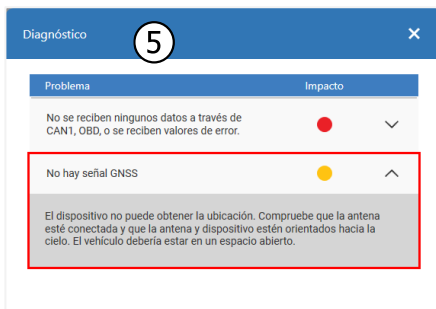 Diagnóstico
5
Problema Impacto
No se reciben ningunos datos a través de
CAN1, OBD, o se reciben valores de error.
No hay señal GNSS
El dispositivo no puede obtener la ubicación. Compruebe que la antena
esté conectada y que la antena y dispositivo estén orientados hacia la
cielo. El vehículo debería estar en un espacio abierto.